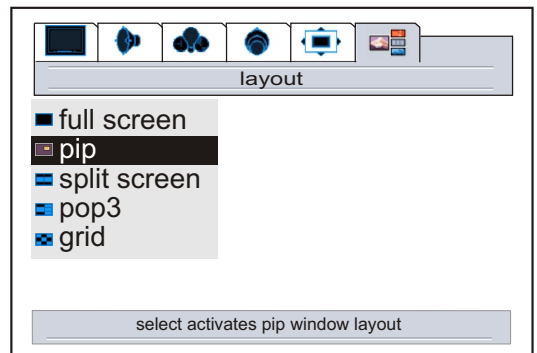 layout
full screen
pip
split screen
pop3
grid
select activates pip window layout